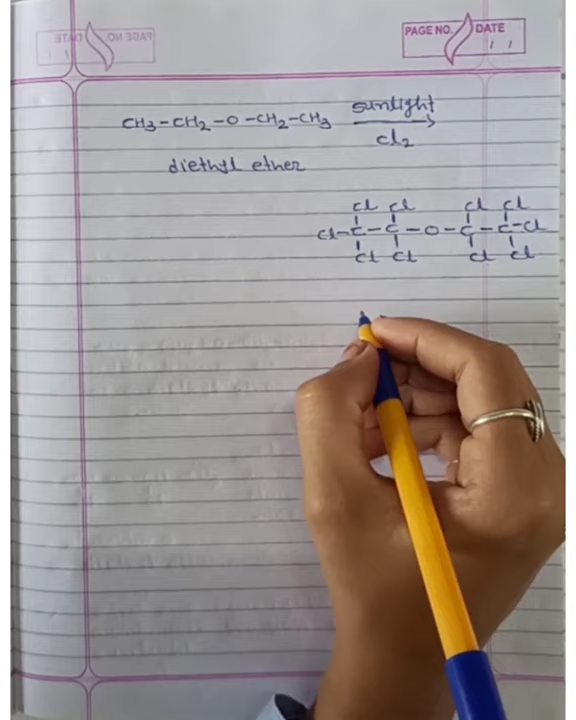 PAGE NO. DATE
/ /
CH3-CH2-O-CH2-CH3 sunlight
Cl2
diethyl ether
Cl Cl Cl Cl
Cl-C-C-O-C-C-Cl
Cl Cl Cl Cl